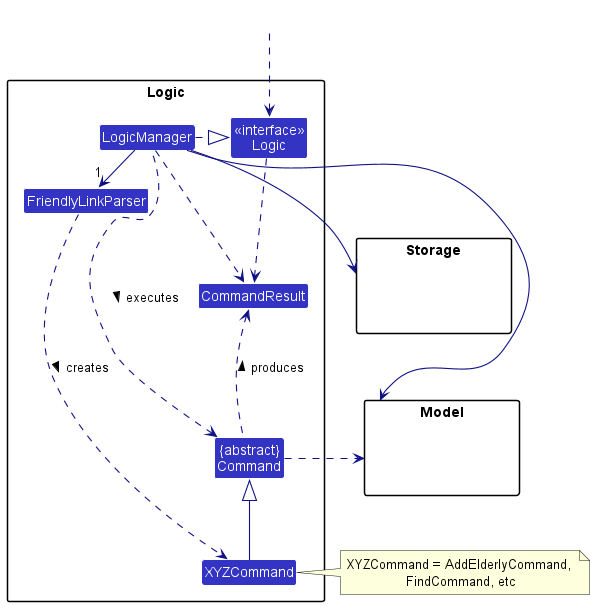 Logic
LogicManager
«interface»
Logic
1
FriendlyLinkParser
Storage
CommandResult
executes
creates
produces
Model
{abstract}
Command
XYZCommand
XYZCommand = AddElderlyCommand,
FindCommand, etc